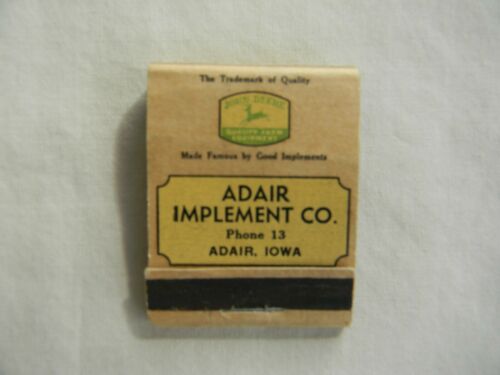 The Trademark of Quality
JOHN DEERE
QUALITY FARM
EQUIPMENT
Made Famous by Good Implements
ADAIR
IMPLEMENT CO.
Phone 13
ADAIR, IOWA